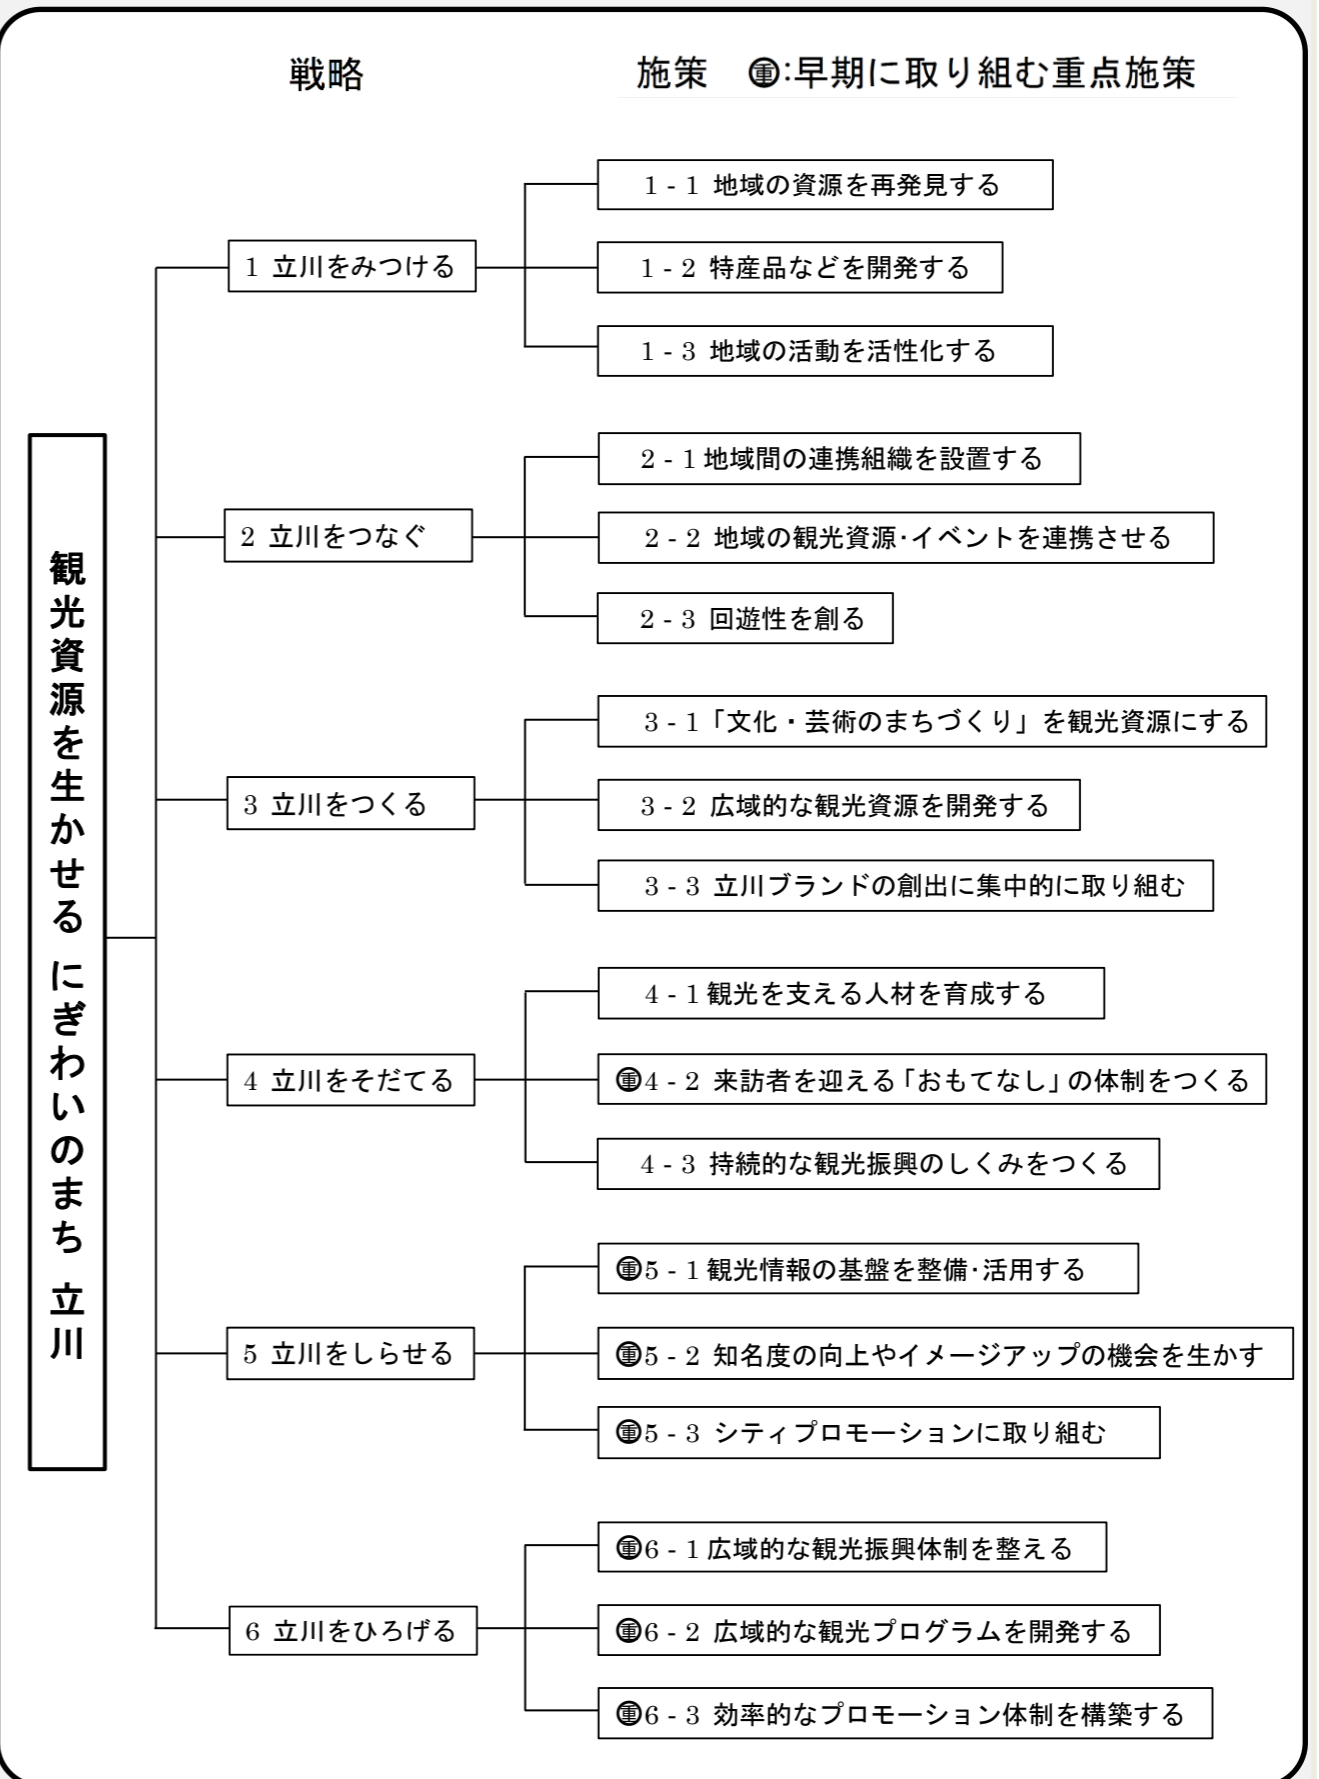 戦略
施策　㊩:早期に取り組む重点施策
観光資源を生かせる にぎわいのまち 立川
1 立川をみつける
1 - 1 地域の資源を再発見する
1 - 2 特産品などを開発する
1 - 3 地域の活動を活性化する
2 立川をつなぐ
2 - 1 地域間の連携組織を設置する
2 - 2 地域の観光資源･イベントを連携させる
2 - 3 回遊性を創る
3 立川をつくる
3 - 1「文化・芸術のまちづくり」を観光資源にする
3 - 2 広域的な観光資源を開発する
3 - 3 立川ブランドの創出に集中的に取り組む
4 立川をそだてる
4 - 1 観光を支える人材を育成する
重4 - 2 来訪者を迎える「おもてなし」の体制をつくる
4 - 3 持続的な観光振興のしくみをつくる
5 立川をしらせる
重5 - 1 観光情報の基盤を整備･活用する
重5 - 2 知名度の向上やイメージアップの機会を生かす
重5 - 3 シティプロモーションに取り組む
6 立川をひろげる
重6 - 1 広域的な観光振興体制を整える
重6 - 2 広域的な観光プログラムを開発する
重6 - 3 効率的なプロモーション体制を構築する